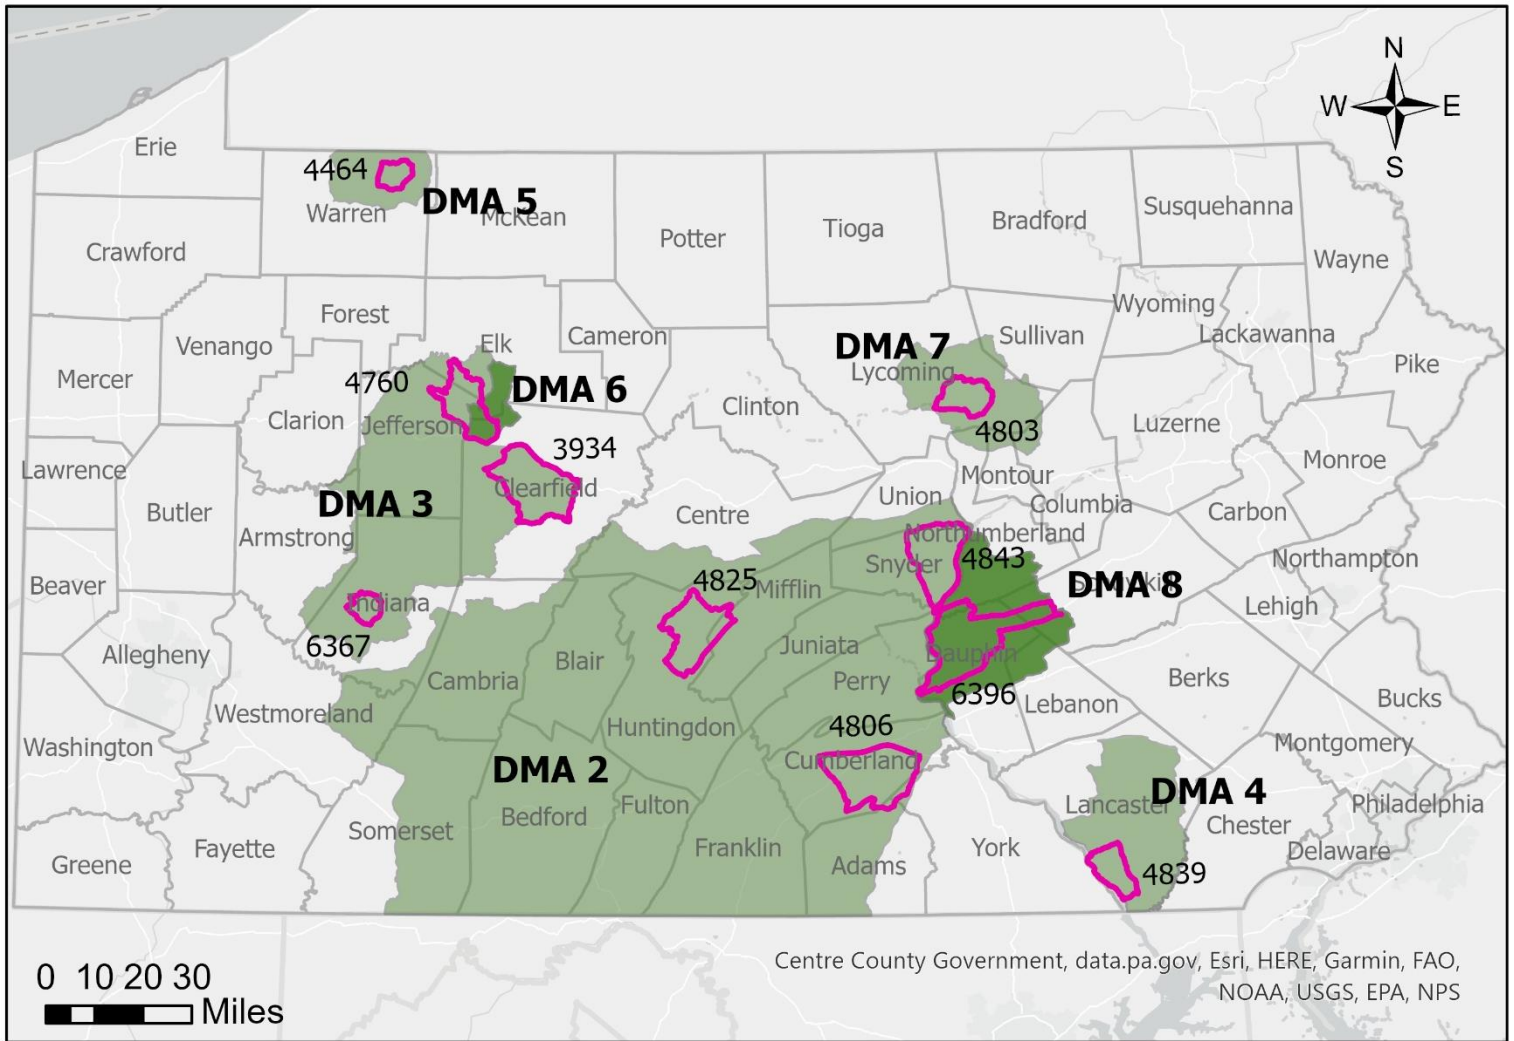 N
W E
S
Erie
4464
Warren
DMA 5
McKean
Crawford
Potter
Tioga
Bradford
Susquehanna
Wayne
Wyoming
Lackawanna
Forest
Venango
Elk
Cameron
DMA 7
Sullivan
Lycoming
Pike
Mercer
4760
DMA 6
Clarion
Jefferson
Clinton
4803
Luzerne
3934
Lawrence
Butler
DMA 3
Clearfield
Centre
Union
Montour
Columbia
Monroe
Carbon
Armstrong
Northumberland
Northampton
Beaver
Snyder
4843
DMA 8
Lehigh
4825
Mifflin
Indiana
6367
Allegheny
Juniata
Dauphin
Blair
Cambria
Perry
6396
Lebanon
Berks
Bucks
Westmoreland
Huntingdon
4806
Washington
Cumberland
Montgomery
DMA 2
DMA 4
Lancaster
Philadelphia
Chester
Somerset
Bedford
Fulton
Delaware
Greene
Fayette
Franklin
Adams
York
4839
0 10 20 30
Miles
Centre County Government, data.pa.gov, Esri, HERE, Garmin, FAO,
NOAA, USGS, EPA, NPS